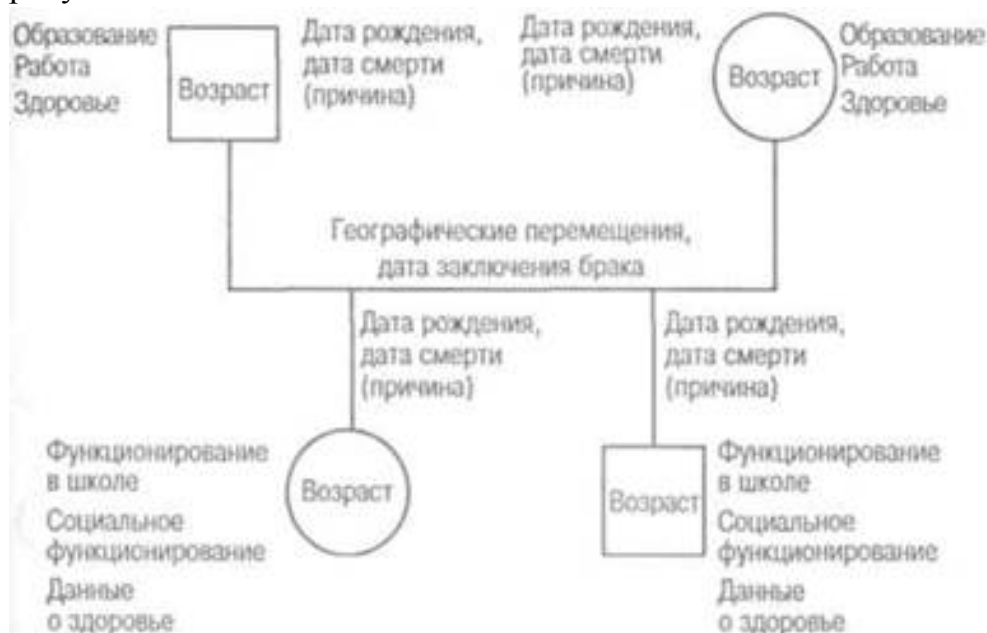 Образование
Работа
Здоровье
Возраст
Дата рождения,
дата смерти
(причина)
Дата рождения,
дата смерти
(причина)
Возраст
Образование
Работа
Здоровье
Географические перемещения,
дата заключения брака
Дата рождения,
дата смерти
(причина)
Дата рождения,
дата смерти
(причина)
Функционирование
в школе
Социальное
функционирование
Данные
о здоровье
Возраст
Возраст
Функционирование
в школе
Социальное
функционирование
Данные
о здоровье